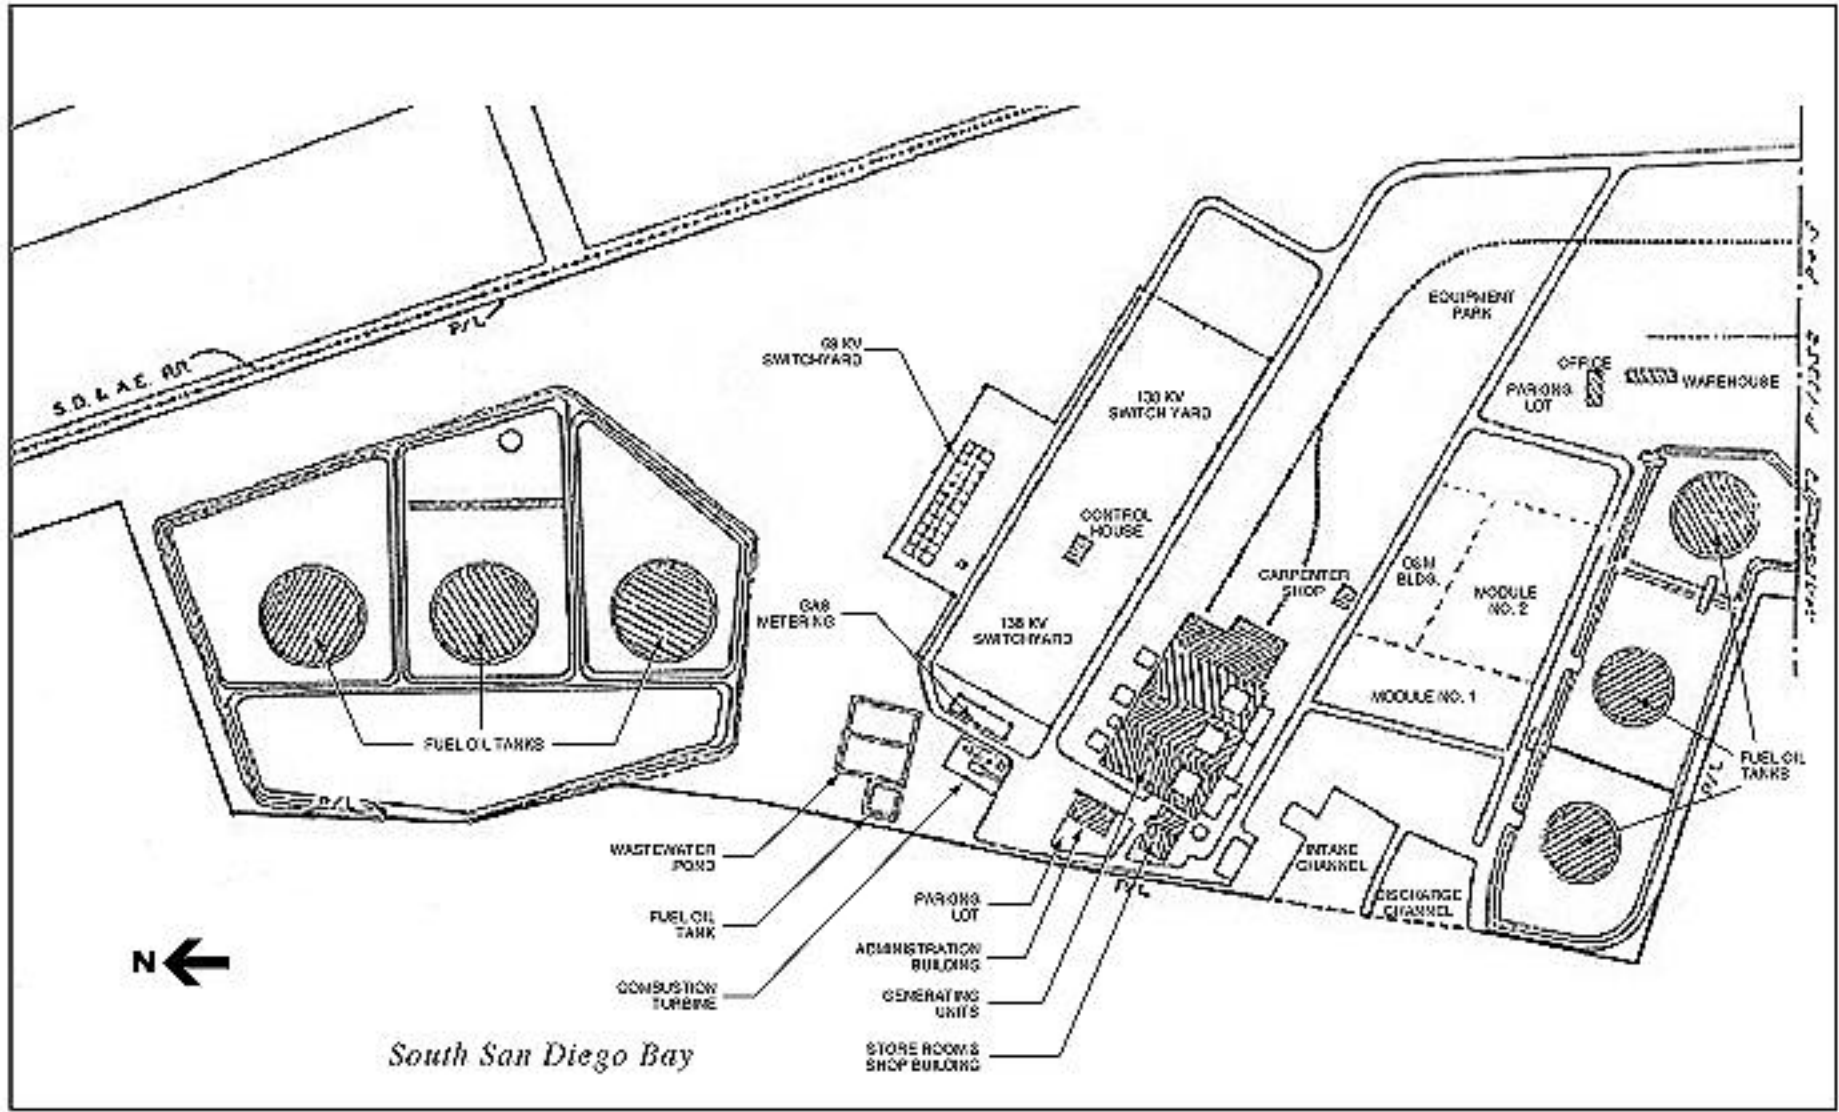 S.D. & A.E. RR
P/L
69 KV
SWITCHYARD
138 KV
SWITCH YARD
EQUIPMENT
PARK
OFFICE
PARKING
LOT
WAREHOUSE
CONTROL
HOUSE
CARPENTER
SHOP
O&M
BLDG.
MODULE
NO. 2
GAS
METERING
138 KV
SWITCHYARD
MODULE NO. 1
FUEL OIL TANKS
FUEL OIL
TANKS
P/L
P/L
WASTEWATER
POND
INTAKE
CHANNEL
P/L
DISCHARGE
CHANNEL
FUEL OIL
TANK
PARKING
LOT
ADMINISTRATION
BUILDING
N
COMBUSTION
TURBINE
GENERATING
UNITS
South San Diego Bay
STORE ROOM &
SHOP BUILDING